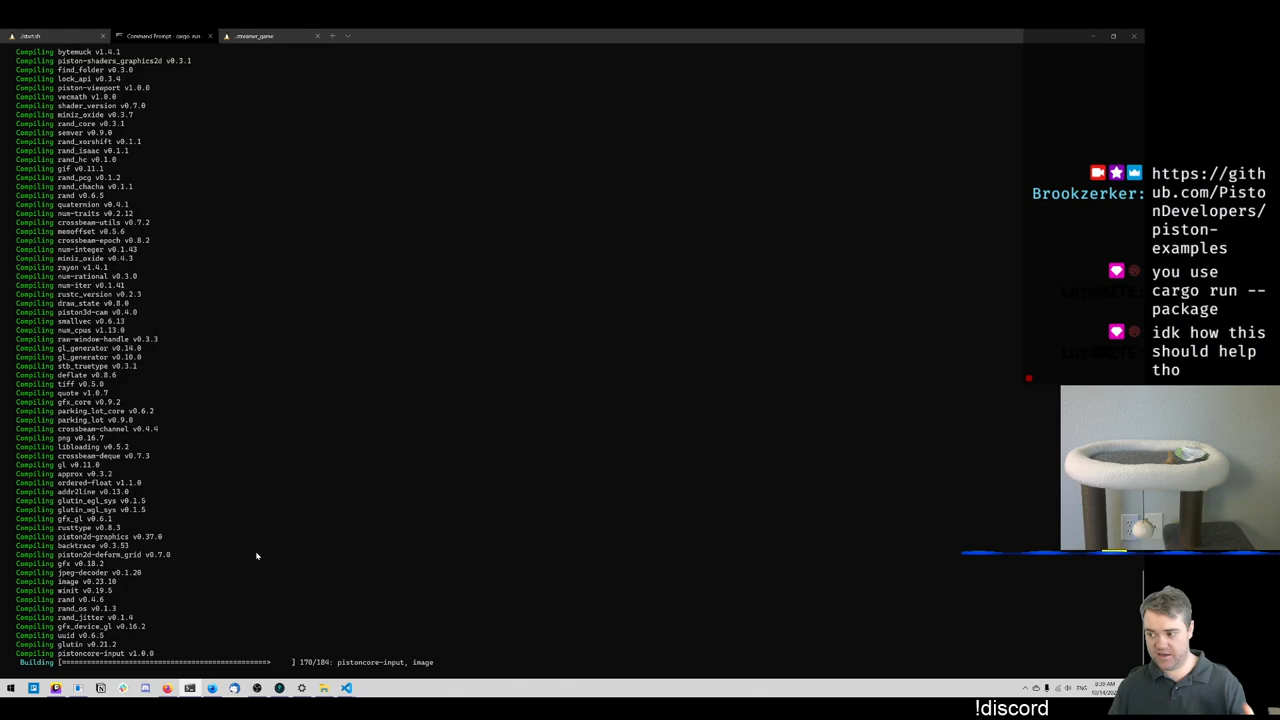 ./start.sh
Command Prompt - cargo run
../streamer_game
Compiling bytemuck v1.4.1
Compiling piston-shaders_graphics2d v0.3.1
Compiling find_folder v0.3.0
Compiling lock_api v0.3.4
Compiling piston-viewport v1.0.0
Compiling vecmath v1.0.0
Compiling shader_version v0.7.0
Compiling miniz_oxide v0.3.7
Compiling rand_core v0.3.1
Compiling semver v0.9.0
Compiling rand_xorshift v0.1.1
Compiling rand_isaac v0.1.1
Compiling rand_hc v0.1.0
Compiling gif v0.11.1
Compiling rand_pcg v0.1.2
Compiling rand_chacha v0.1.1
Compiling rand v0.6.5
Compiling quaternion v0.4.1
Compiling num-traits v0.2.12
Compiling crossbeam-utils v0.7.2
Compiling memoffset v0.5.6
Compiling crossbeam-epoch v0.8.2
Compiling num-integer v0.1.43
Compiling miniz_oxide v0.4.3
Compiling rayon v1.4.1
Compiling num-rational v0.3.0
Compiling num-iter v0.1.41
Compiling rustc_version v0.2.3
Compiling draw_state v0.8.0
Compiling piston3d-cam v0.4.0
Compiling smallvec v0.6.13
Compiling num_cpus v1.13.0
Compiling raw-window-handle v0.3.3
Compiling gl_generator v0.14.0
Compiling gl_generator v0.10.0
Compiling stb_truetype v0.3.1
Compiling deflate v0.8.6
Compiling tiff v0.5.0
Compiling quote v1.0.7
Compiling gfx_core v0.9.2
Compiling parking_lot_core v0.6.2
Compiling parking_lot v0.9.0
Compiling crossbeam-channel v0.4.4
Compiling png v0.16.7
Compiling libloading v0.5.2
Compiling crossbeam-deque v0.7.3
Compiling gl v0.11.0
Compiling approx v0.3.2
Compiling ordered-float v1.1.0
Compiling addr2line v0.13.0
Compiling glutin_egl_sys v0.1.5
Compiling glutin_wgl_sys v0.1.5
Compiling gfx_gl v0.6.1
Compiling rusttype v0.8.3
Compiling piston2d-graphics v0.37.0
Compiling backtrace v0.3.53
Compiling piston2d-deform_grid v0.7.0
Compiling gfx v0.18.2
Compiling jpeg-decoder v0.1.20
Compiling image v0.23.10
Compiling winit v0.19.5
Compiling rand v0.4.6
Compiling rand_os v0.1.3
Compiling rand_jitter v0.1.4
Compiling gfx_device_gl v0.16.2
Compiling uuid v0.6.5
Compiling glutin v0.21.2
Compiling pistoncore-input v1.0.0
Building [================================================> ] 170/184: pistoncore-input, image
Brookzerker:
https://gith
ub.com/Pisto
nDevelopers/
piston-
examples
you use
cargo run --
package
idk how this
should help
tho
ENG
8:39 AM
!discord